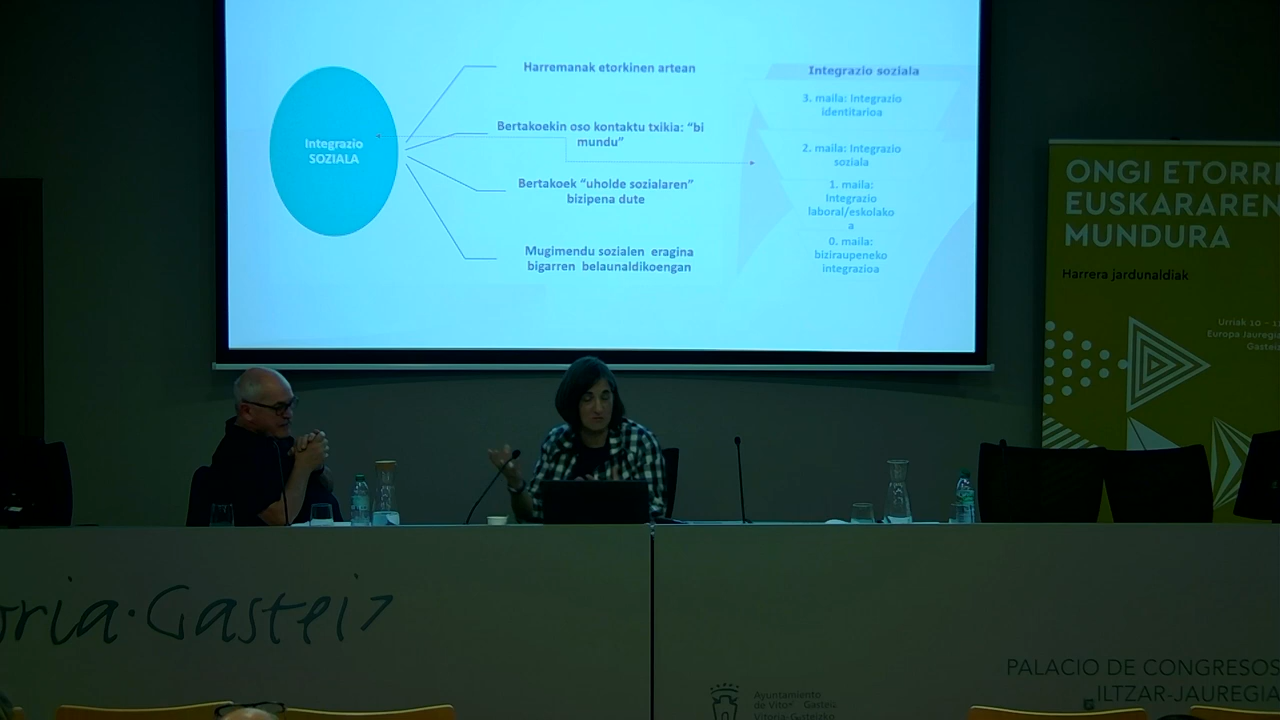 Integrazio
SOZIALA
Harremanak etorkinen artean
Bertakoekin oso kontaktu txikia: “bi
mundu”
Bertakoek “uholde sozialaren”
bizipena dute
Mugimendu sozialen eragina
bigarren belaunaldikoengan
Integrazio soziala
3. maila: Integrazio
identitarioa
2. maila: Integrazio
soziala
1. maila:
Integrazio
laboral/eskolako
a
0. maila:
biziraupeneko
integrazioa
ONGI ETORRI
EUSKARAREN
MUNDURA
Harrera jardunaldiak
Urriak 10 – 1
Europa Jauregi
Gasteiz
oria·Gasteiz
PALACIO DE CONGRESOS
ILTZAR-JAUREGIA
Ayuntamiento
de Vitoria-Gasteiz
Vitoria-Gasteizko